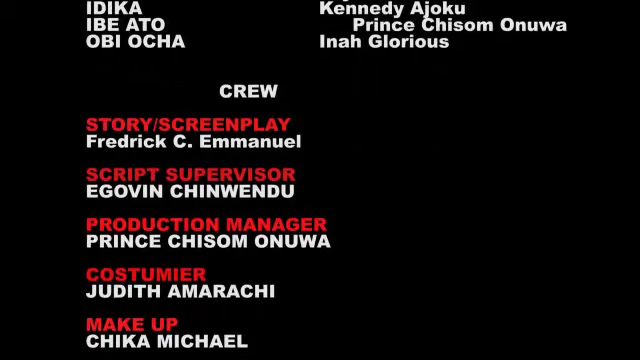 IDIKA Kennedy Ajoku
IBE ATO Prince Chisom Onuwa
OBI OCHA Inah Glorious
CREW
STORY/SCREENPLAY
Fredrick C. Emmanuel
SCRIPT SUPERVISOR
EGOVIN CHINWENDU
PRODUCTION MANAGER
PRINCE CHISOM ONUWA
COSTUMIER
JUDITH AMARACHI
MAKE UP
CHIKA MICHAEL